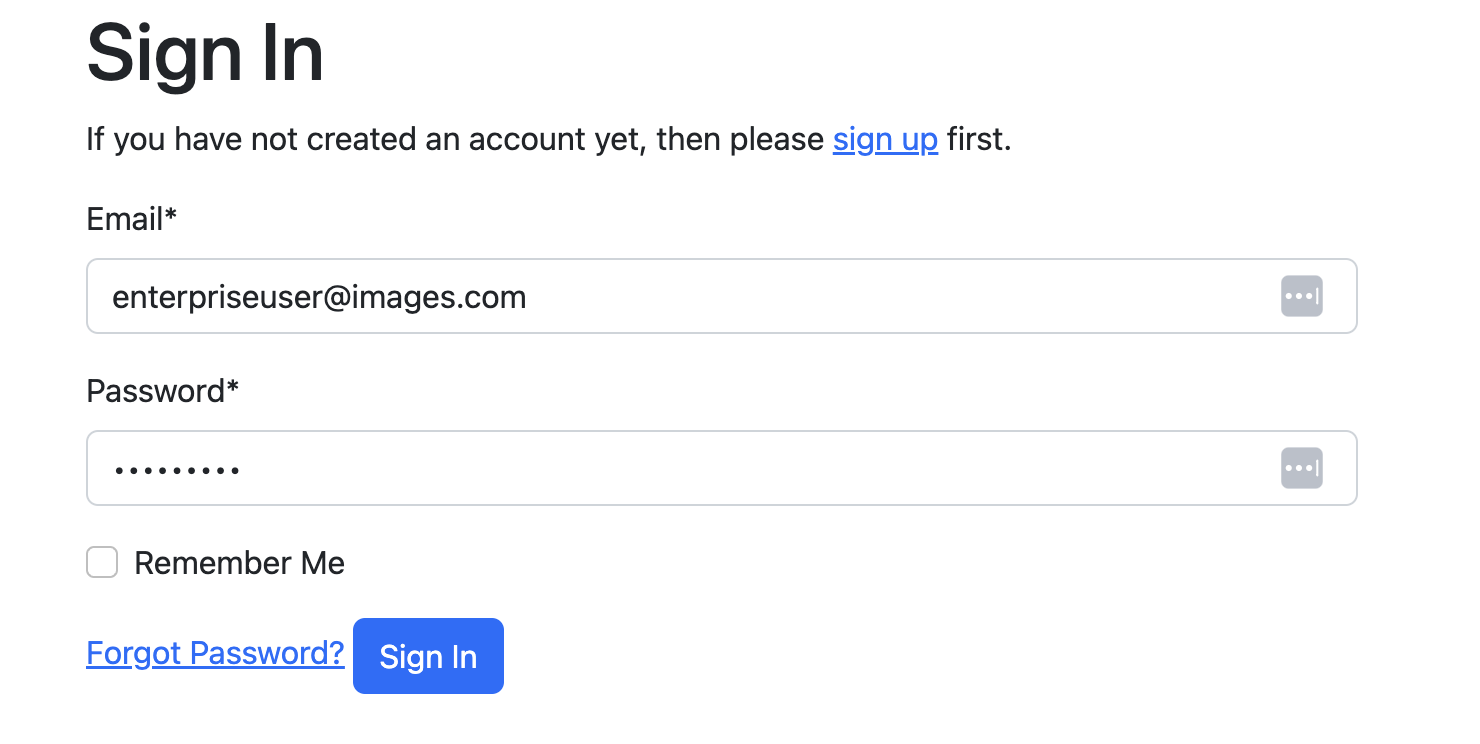 Sign In
If you have not created an account yet, then please sign up first.
Email*
enterpriseuser@images.com
Password*
•••••••••
Remember Me
Forgot Password? Sign In